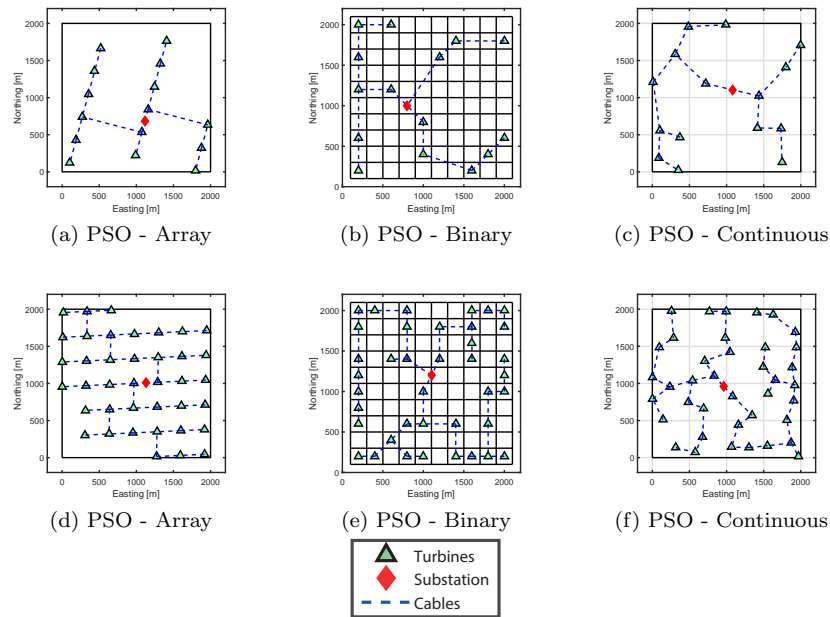 2000
1500
1000
500
0
Northing [m]
0 500 1000 1500 2000
Easting [m]
(a) PSO - Array
2000
1500
1000
500
0
Northing [m]
0 500 1000 1500 2000
Easting [m]
(b) PSO - Binary
2000
1500
1000
500
0
Northing [m]
0 500 1000 1500 2000
Easting [m]
(c) PSO - Continuous
2000
1500
1000
500
0
Northing [m]
0 500 1000 1500 2000
Easting [m]
(d) PSO - Array
2000
1500
1000
500
0
Northing [m]
0 500 1000 1500 2000
Easting [m]
(e) PSO - Binary
2000
1500
1000
500
0
Northing [m]
0 500 1000 1500 2000
Easting [m]
(f) PSO - Continuous
Turbines
Substation
Cables